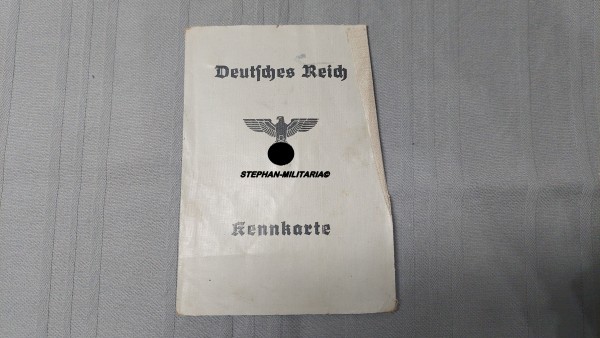 Deutsches Reich
STEPHAN-MILITARIA©
Kennkarte